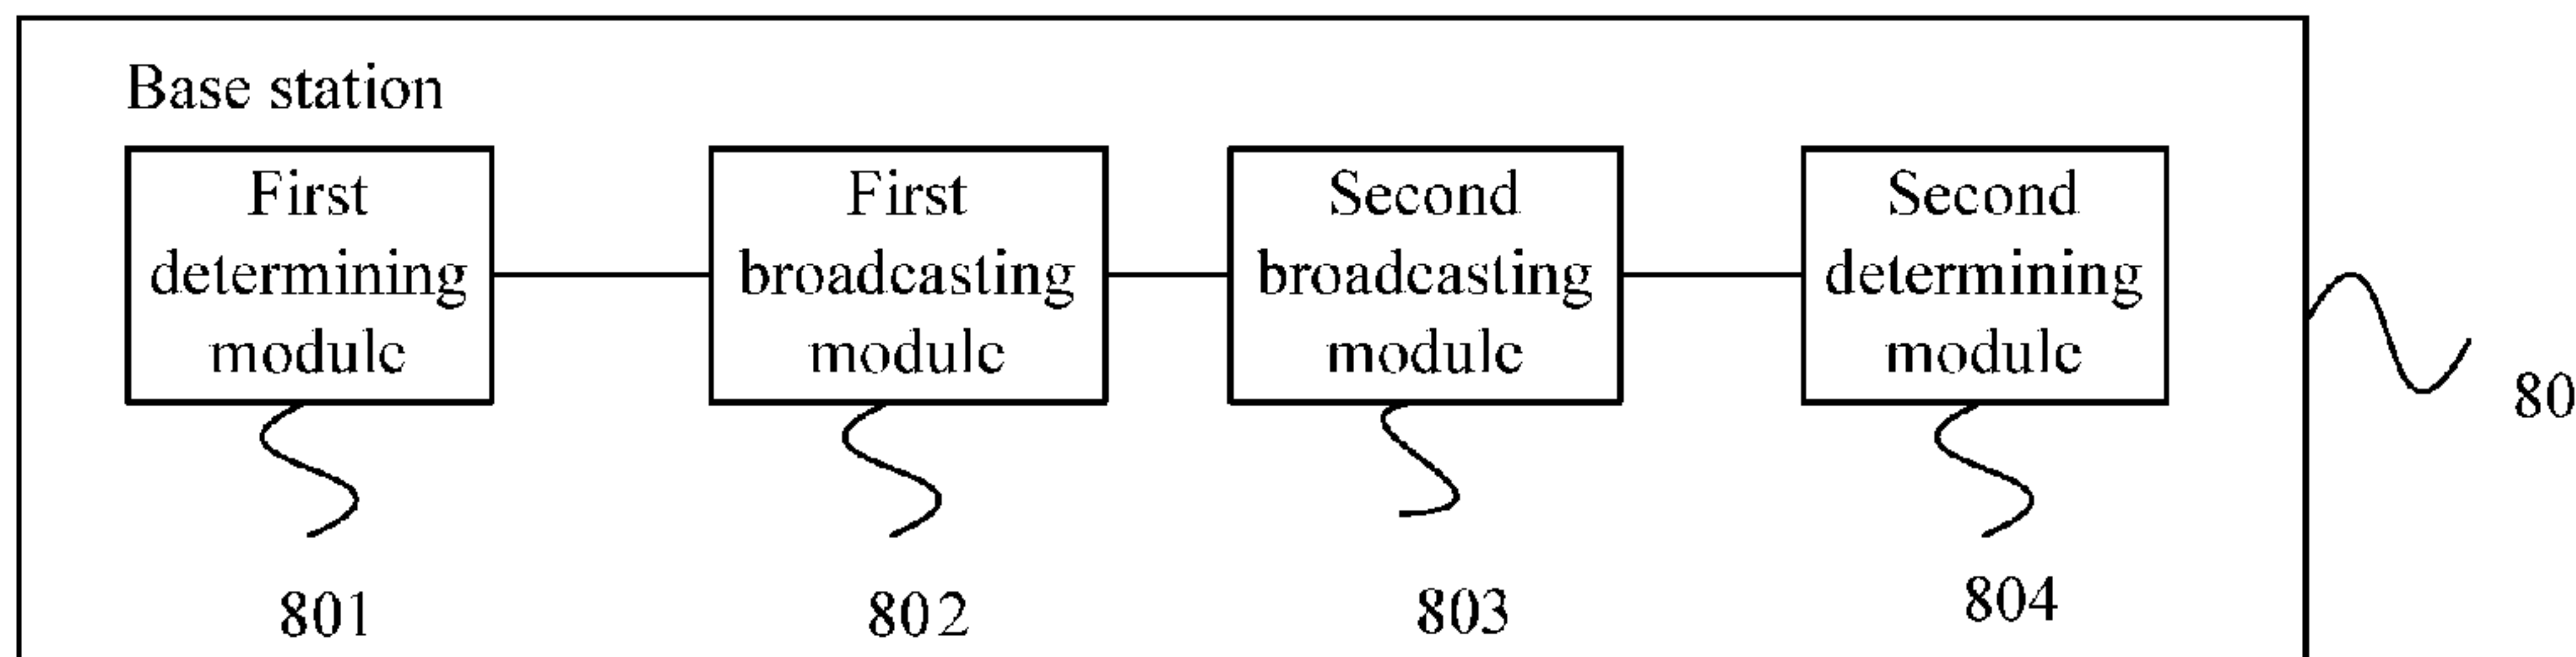 Base station
First
determining
module
First
broadcasting
module
Second
broadcasting
module
Second
determining
module
80
801
802
803
804